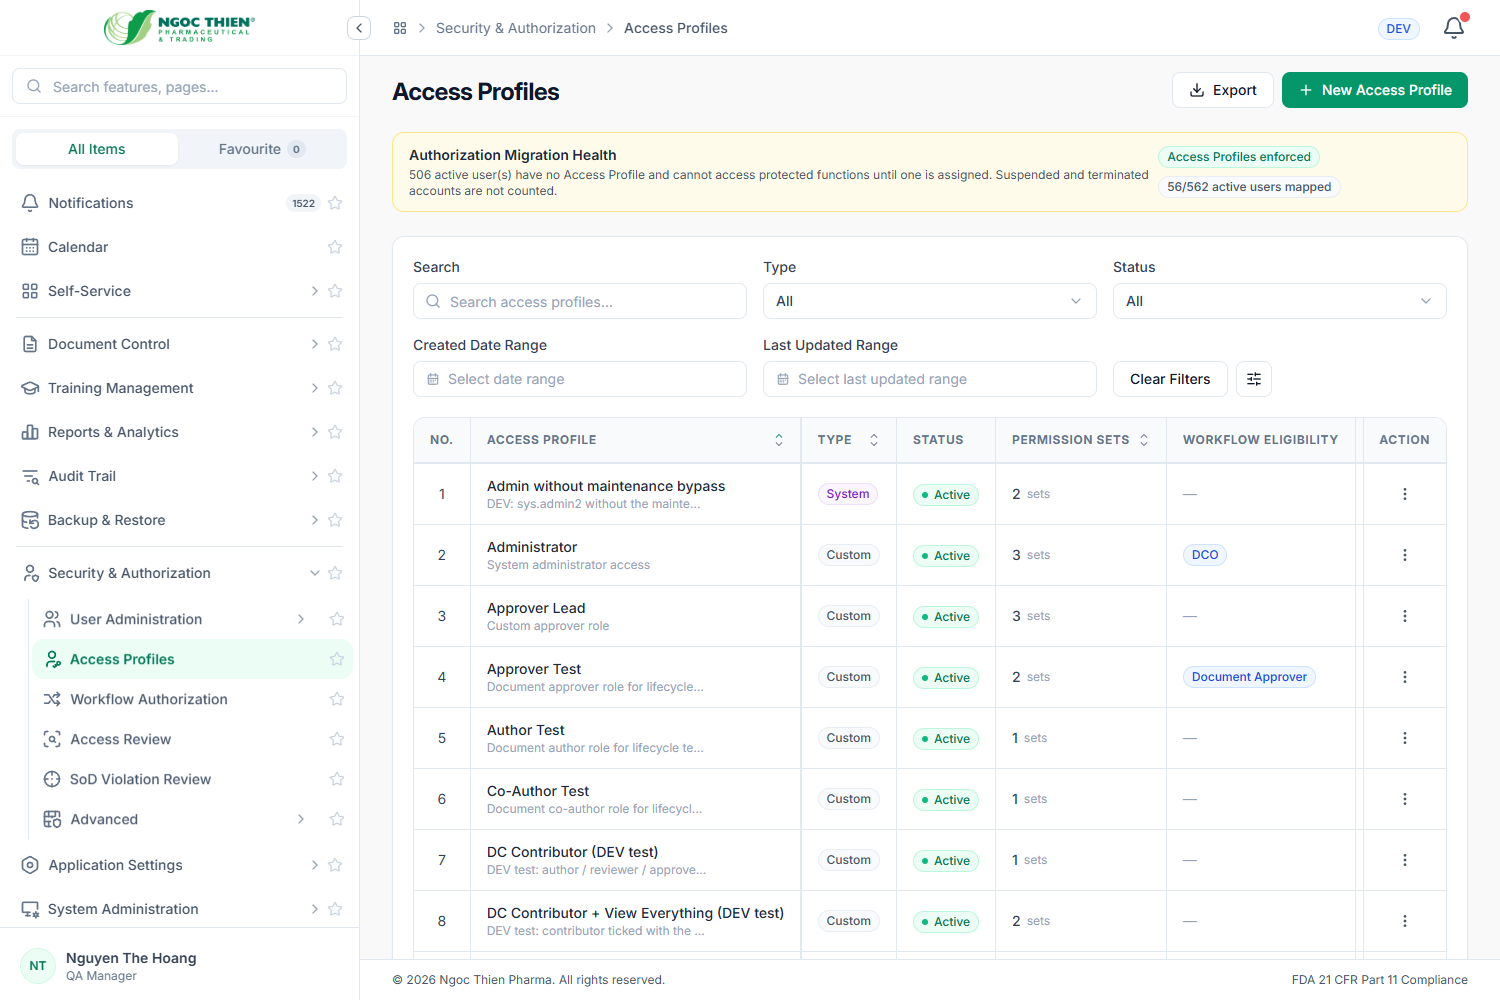 NGOC THIEN®
PHARMACEUTICAL
& TRADING
Search features, pages...
All Items
Favourite 0
Notifications 1522
Calendar
Self-Service
Document Control
Training Management
Reports & Analytics
Audit Trail
Backup & Restore
Security & Authorization
User Administration
Access Profiles
Workflow Authorization
Access Review
SoD Violation Review
Advanced
Application Settings
System Administration
NT
Nguyen The Hoang
QA Manager
Security & Authorization
Access Profiles
DEV
Access Profiles
Export
New Access Profile
Authorization Migration Health
506 active user(s) have no Access Profile and cannot access protected functions until one is assigned. Suspended and terminated
accounts are not counted.
Access Profiles enforced
56/562 active users mapped
Search
Type
Status
Search access profiles...
All
All
Created Date Range
Last Updated Range
Select date range
Select last updated range
Clear Filters
NO. ACCESS PROFILE TYPE STATUS PERMISSION SETS WORKFLOW ELIGIBILITY ACTION
1 Admin without maintenance bypass System Active 2 sets —
DEV: sys.admin2 without the mainte...
2 Administrator Custom Active 3 sets DCO
System administrator access
3 Approver Lead Custom Active 3 sets —
Custom approver role
4 Approver Test Custom Active 2 sets Document Approver
Document approver role for lifecycle...
5 Author Test Custom Active 1 sets —
Document author role for lifecycle te...
6 Co-Author Test Custom Active 1 sets —
Document co-author role for lifecycl...
7 DC Contributor (DEV test) Custom Active 1 sets —
DEV test: author / reviewer / approve...
8 DC Contributor + View Everything (DEV test) Custom Active 2 sets —
DEV test: contributor ticked with the ...
© 2026 Ngoc Thien Pharma. All rights reserved.
FDA 21 CFR Part 11 Compliance